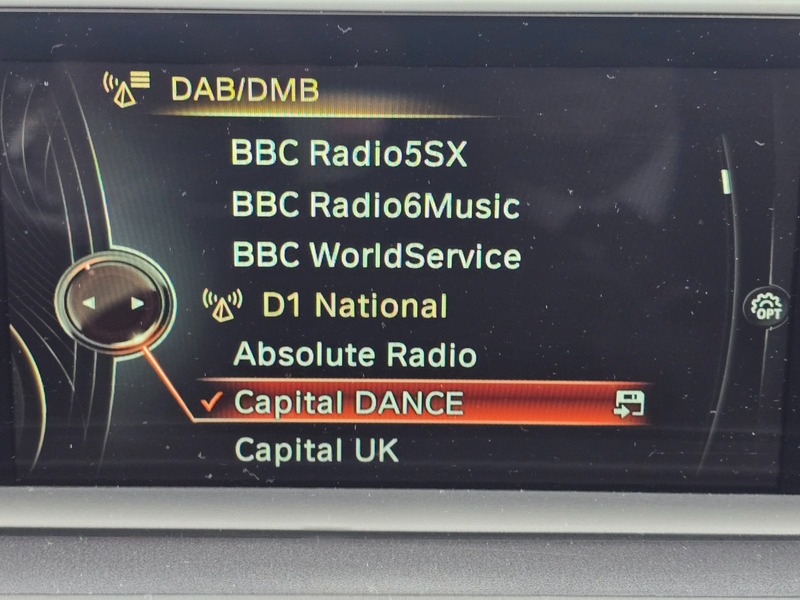 DAB/DMB
BBC Radio5SX
BBC Radio6Music
BBC WorldService
D1 National
Absolute Radio
Capital DANCE
Capital UK
OPT